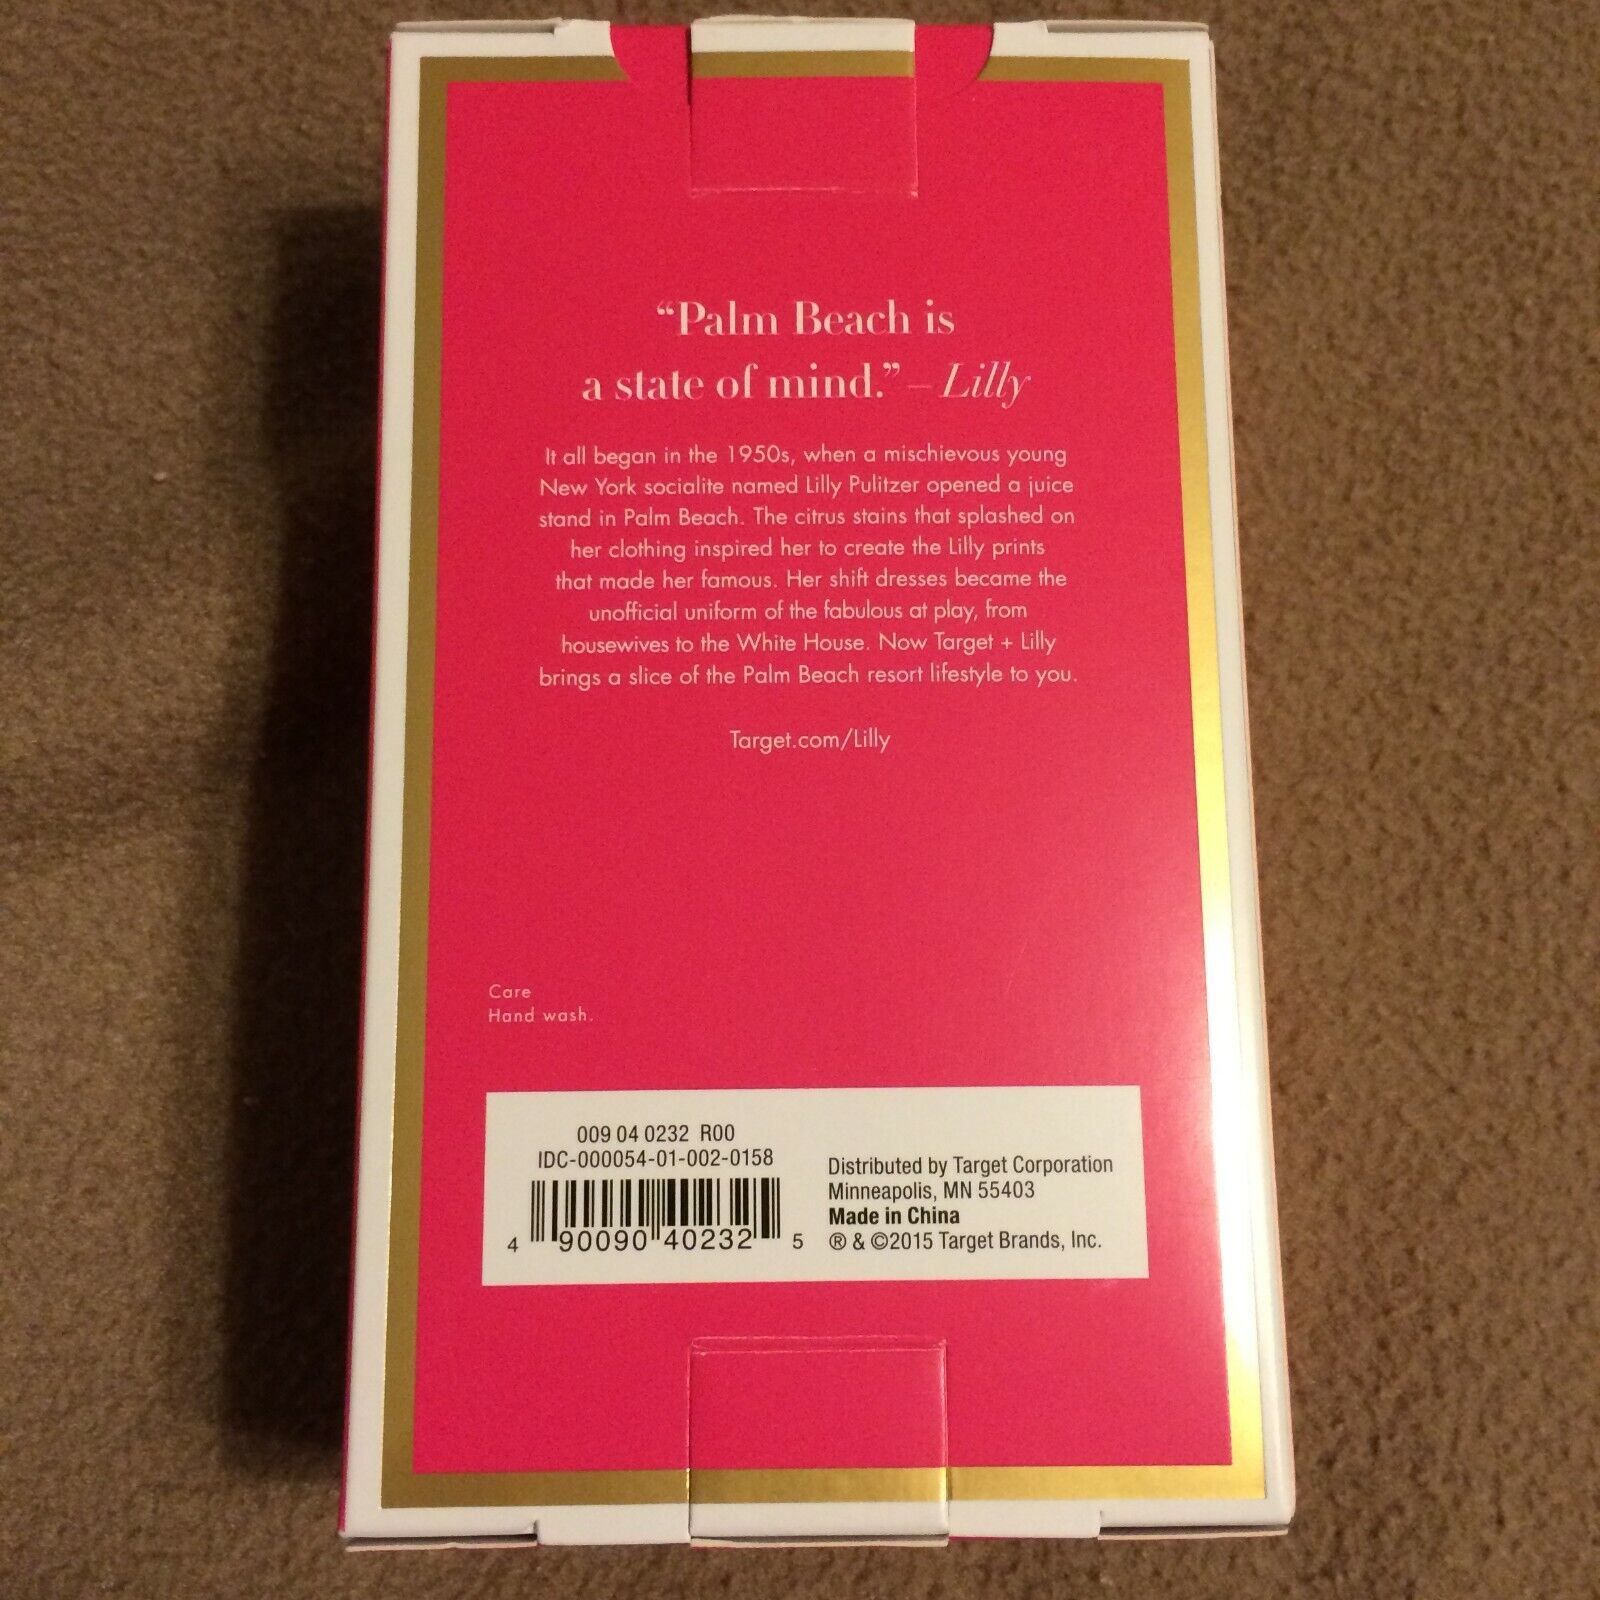 “Palm Beach is
a state of mind.” – Lilly
It all began in the 1950s, when a mischievous young
New York socialite named Lilly Pulitzer opened a juice
stand in Palm Beach. The citrus stains that splashed on
her clothing inspired her to create the Lilly prints
that made her famous. Her shift dresses became the
unofficial uniform of the fabulous at play, from
housewives to the White House. Now Target + Lilly
brings a slice of the Palm Beach resort lifestyle to you.
Target.com/Lilly
Care
Hand wash.
009 04 0232 R00
IDC-000054-01-002-0158
4 90090 40232 5
Distributed by Target Corporation
Minneapolis, MN 55403
Made in China
® & ©2015 Target Brands, Inc.